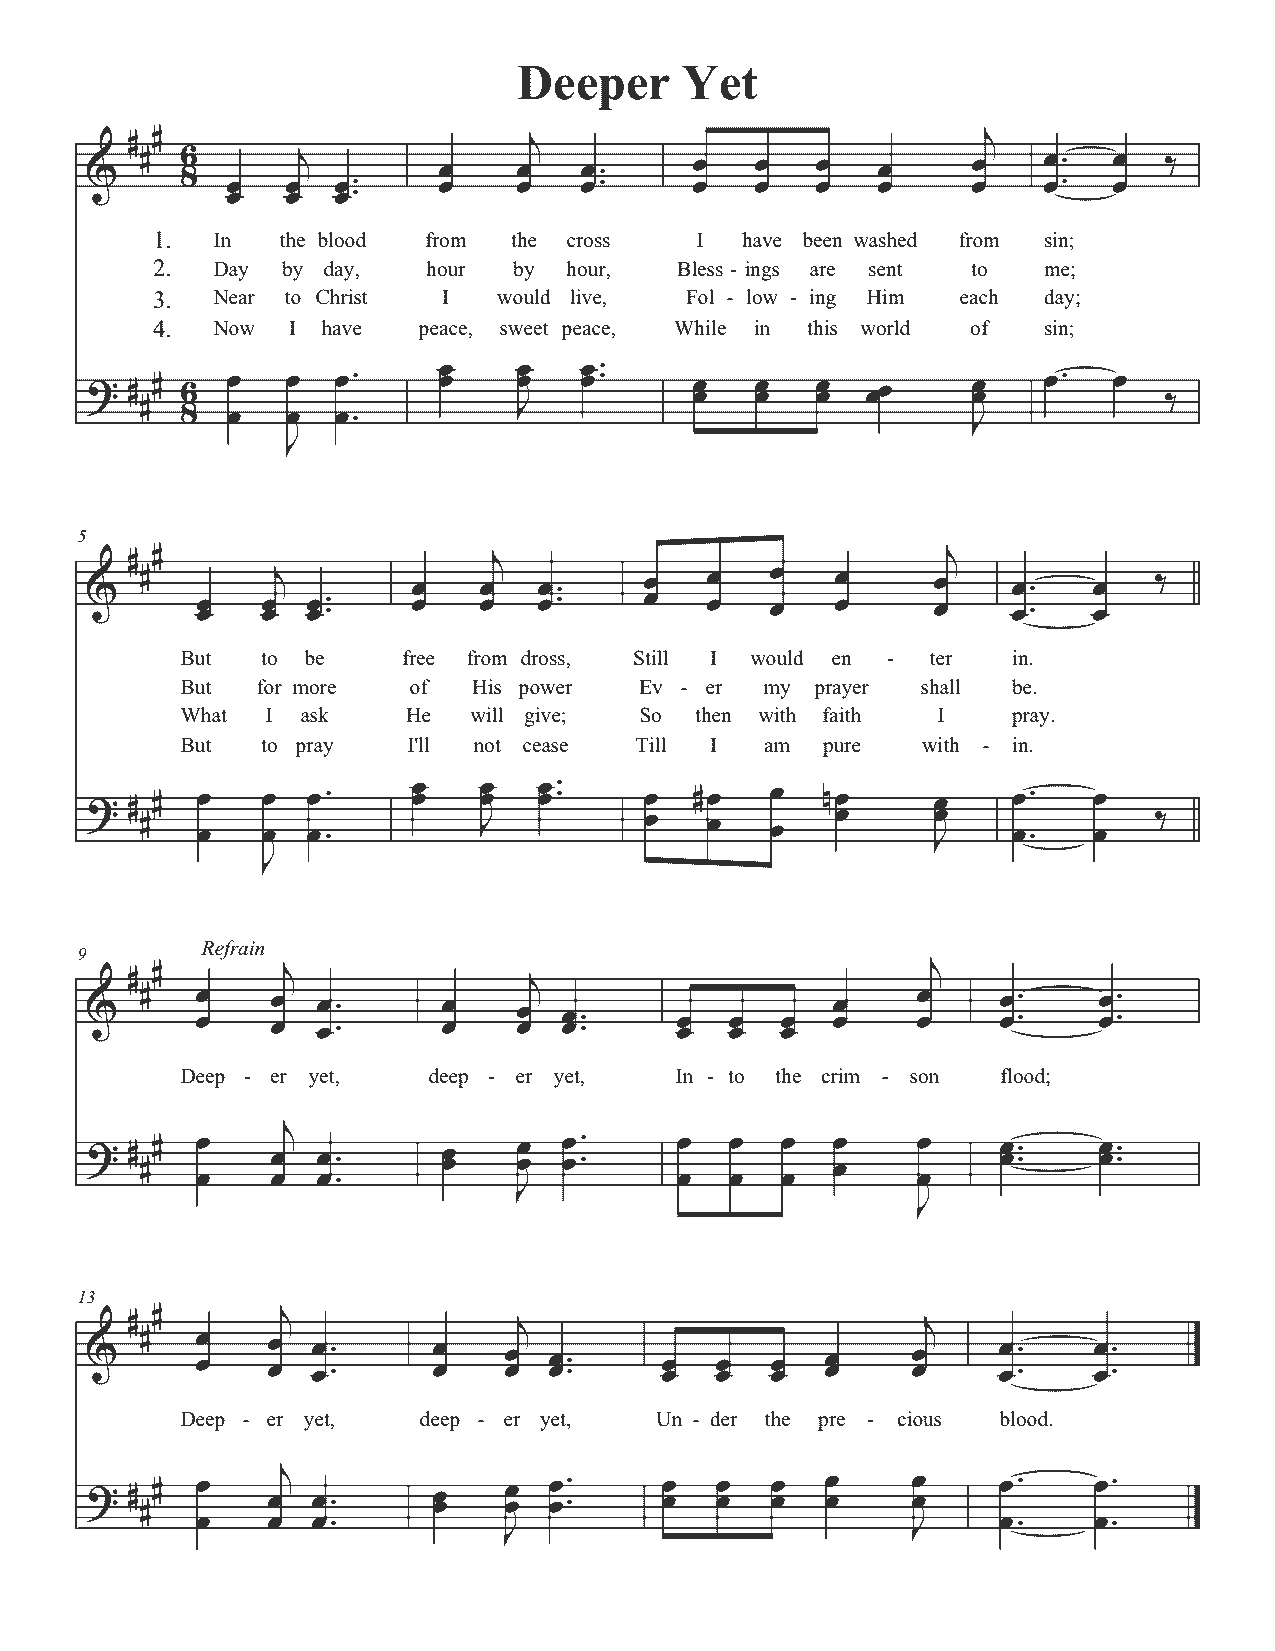 Deeper Yet
1. In the blood from the cross I have been washed from sin;
2. Day by day, hour by hour, Bless - ings are sent to me;
3. Near to Christ I would live, Fol - low - ing Him each day;
4. Now I have peace, sweet peace, While in this world of sin;
5
But to be free from dross, Still I would en - ter in.
But for more of His power Ev - er my prayer shall be.
What I ask He will give; So then with faith I pray.
But to pray I'll not cease Till I am pure with - in.
9 Refrain
Deep - er yet, deep - er yet, In - to the crim - son flood;
13
Deep - er yet, deep - er yet, Un - der the pre - cious blood.